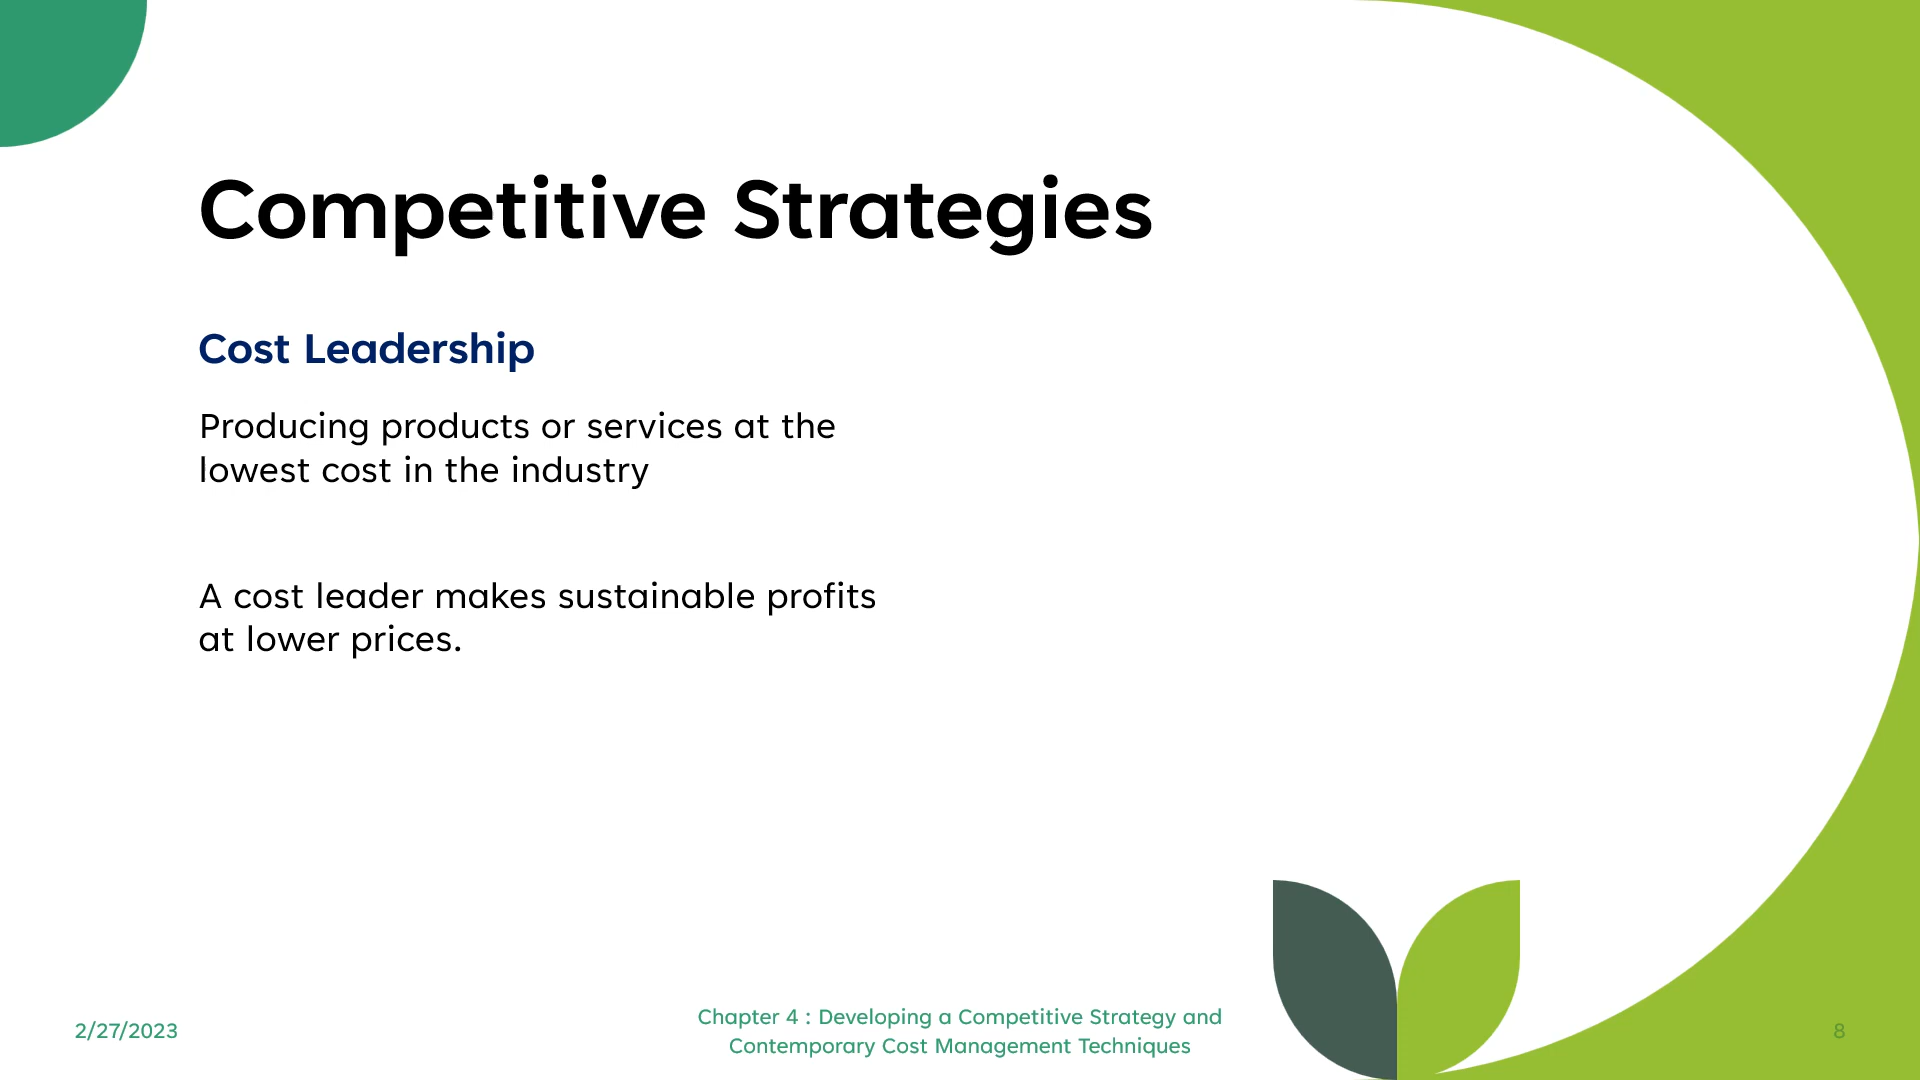 Competitive Strategies
Cost Leadership
Producing products or services at the
lowest cost in the industry
A cost leader makes sustainable profits
at lower prices.
2/27/2023
Chapter 4 : Developing a Competitive Strategy and
Contemporary Cost Management Techniques
8